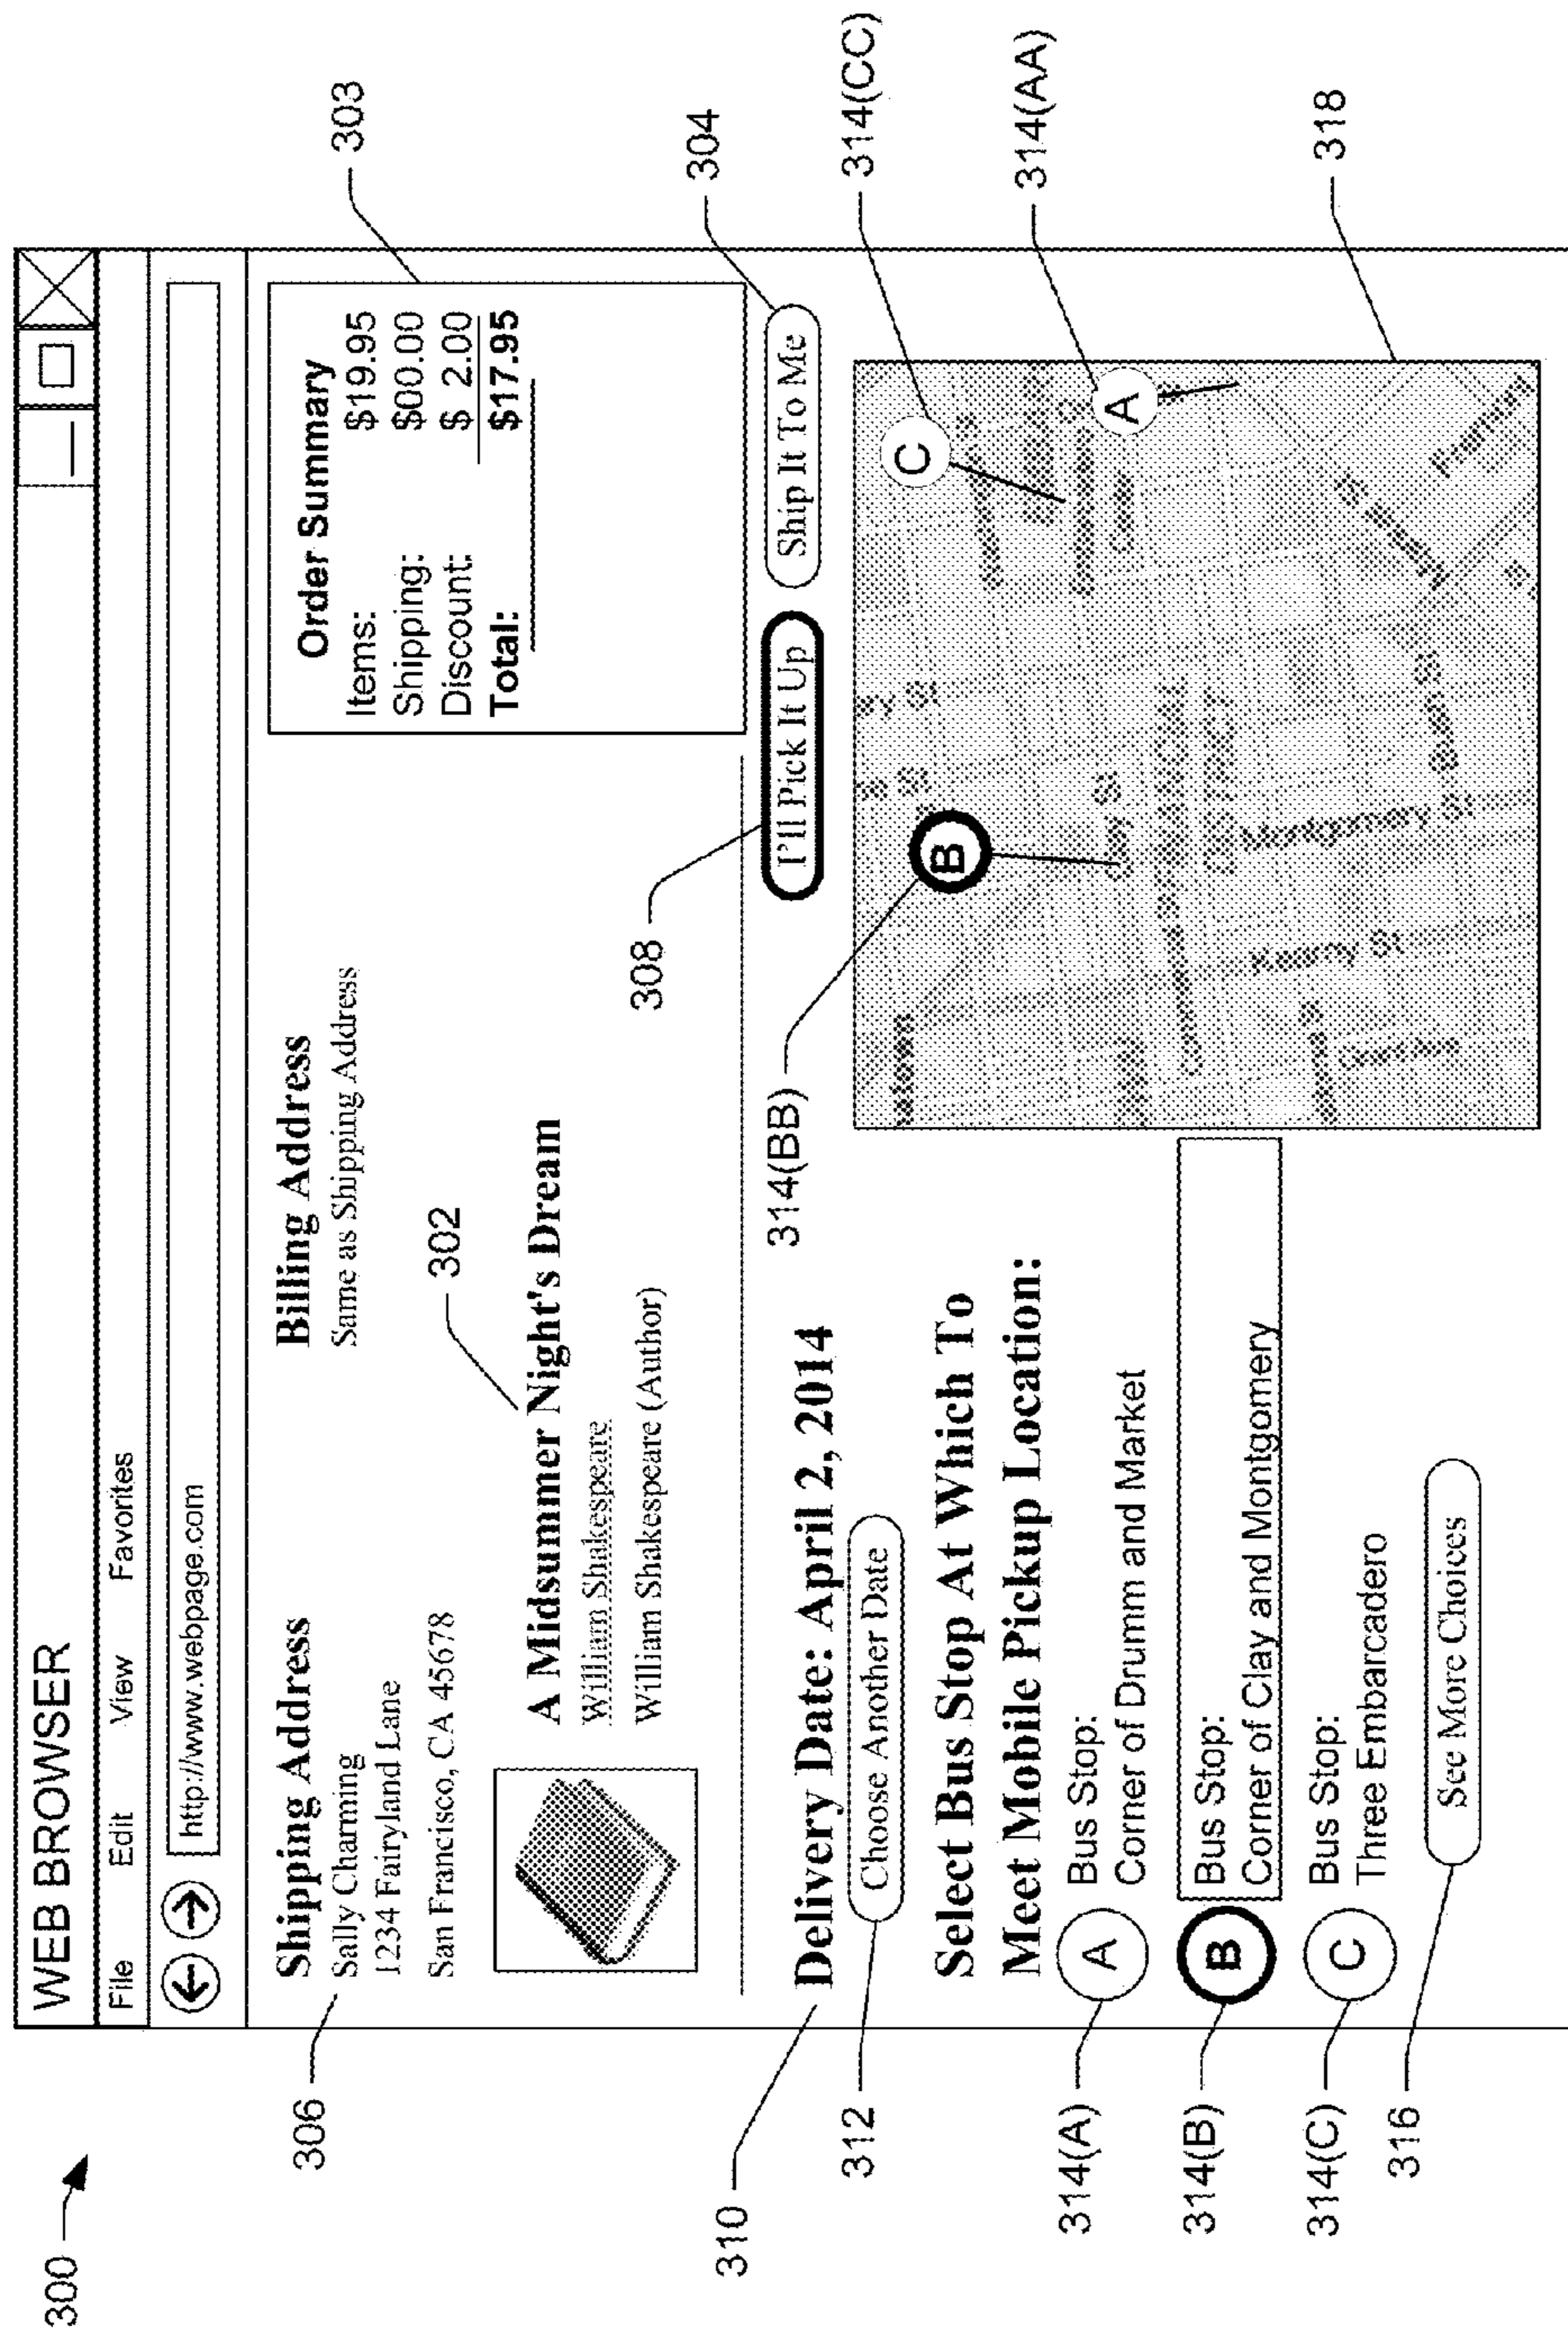 300
WEB BROWSER
File Edit View Favorites
http://www.webpage.com
306
Shipping Address
Sally Charming
1234 Fairyland Lane
San Francisco, CA 45678
Billing Address
Same as Shipping Address
303
Order Summary
Items: $19.95
Shipping: $00.00
Discount: $ 2.00
Total: $17.95
302
A Midsummer Night's Dream
William Shakespeare
William Shakespeare (Author)
308
304
I'll Pick It Up
Ship It To Me
310
Delivery Date: April 2, 2014
312
Choose Another Date
Select Bus Stop At Which To
Meet Mobile Pickup Location:
314(A)
A
Bus Stop:
Corner of Drumm and Market
314(B)
B
Bus Stop:
Corner of Clay and Montgomery
314(C)
C
Bus Stop:
Three Embarcadero
316
See More Choices
314(BB)
B
314(CC)
C
314(AA)
A
318
Clay St
Montgomery St
Kearny St